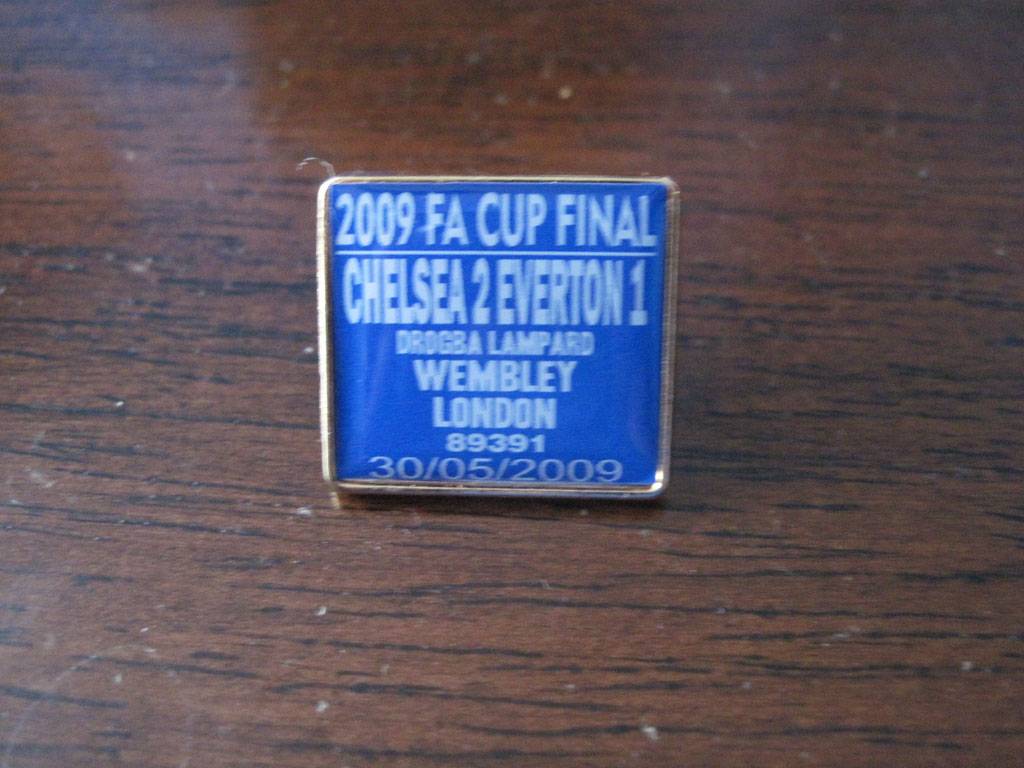 2009 FA CUP FINAL
CHELSEA 2 EVERTON 1
DROGBA LAMPARD
WEMBLEY
LONDON
89391
30/05/2009